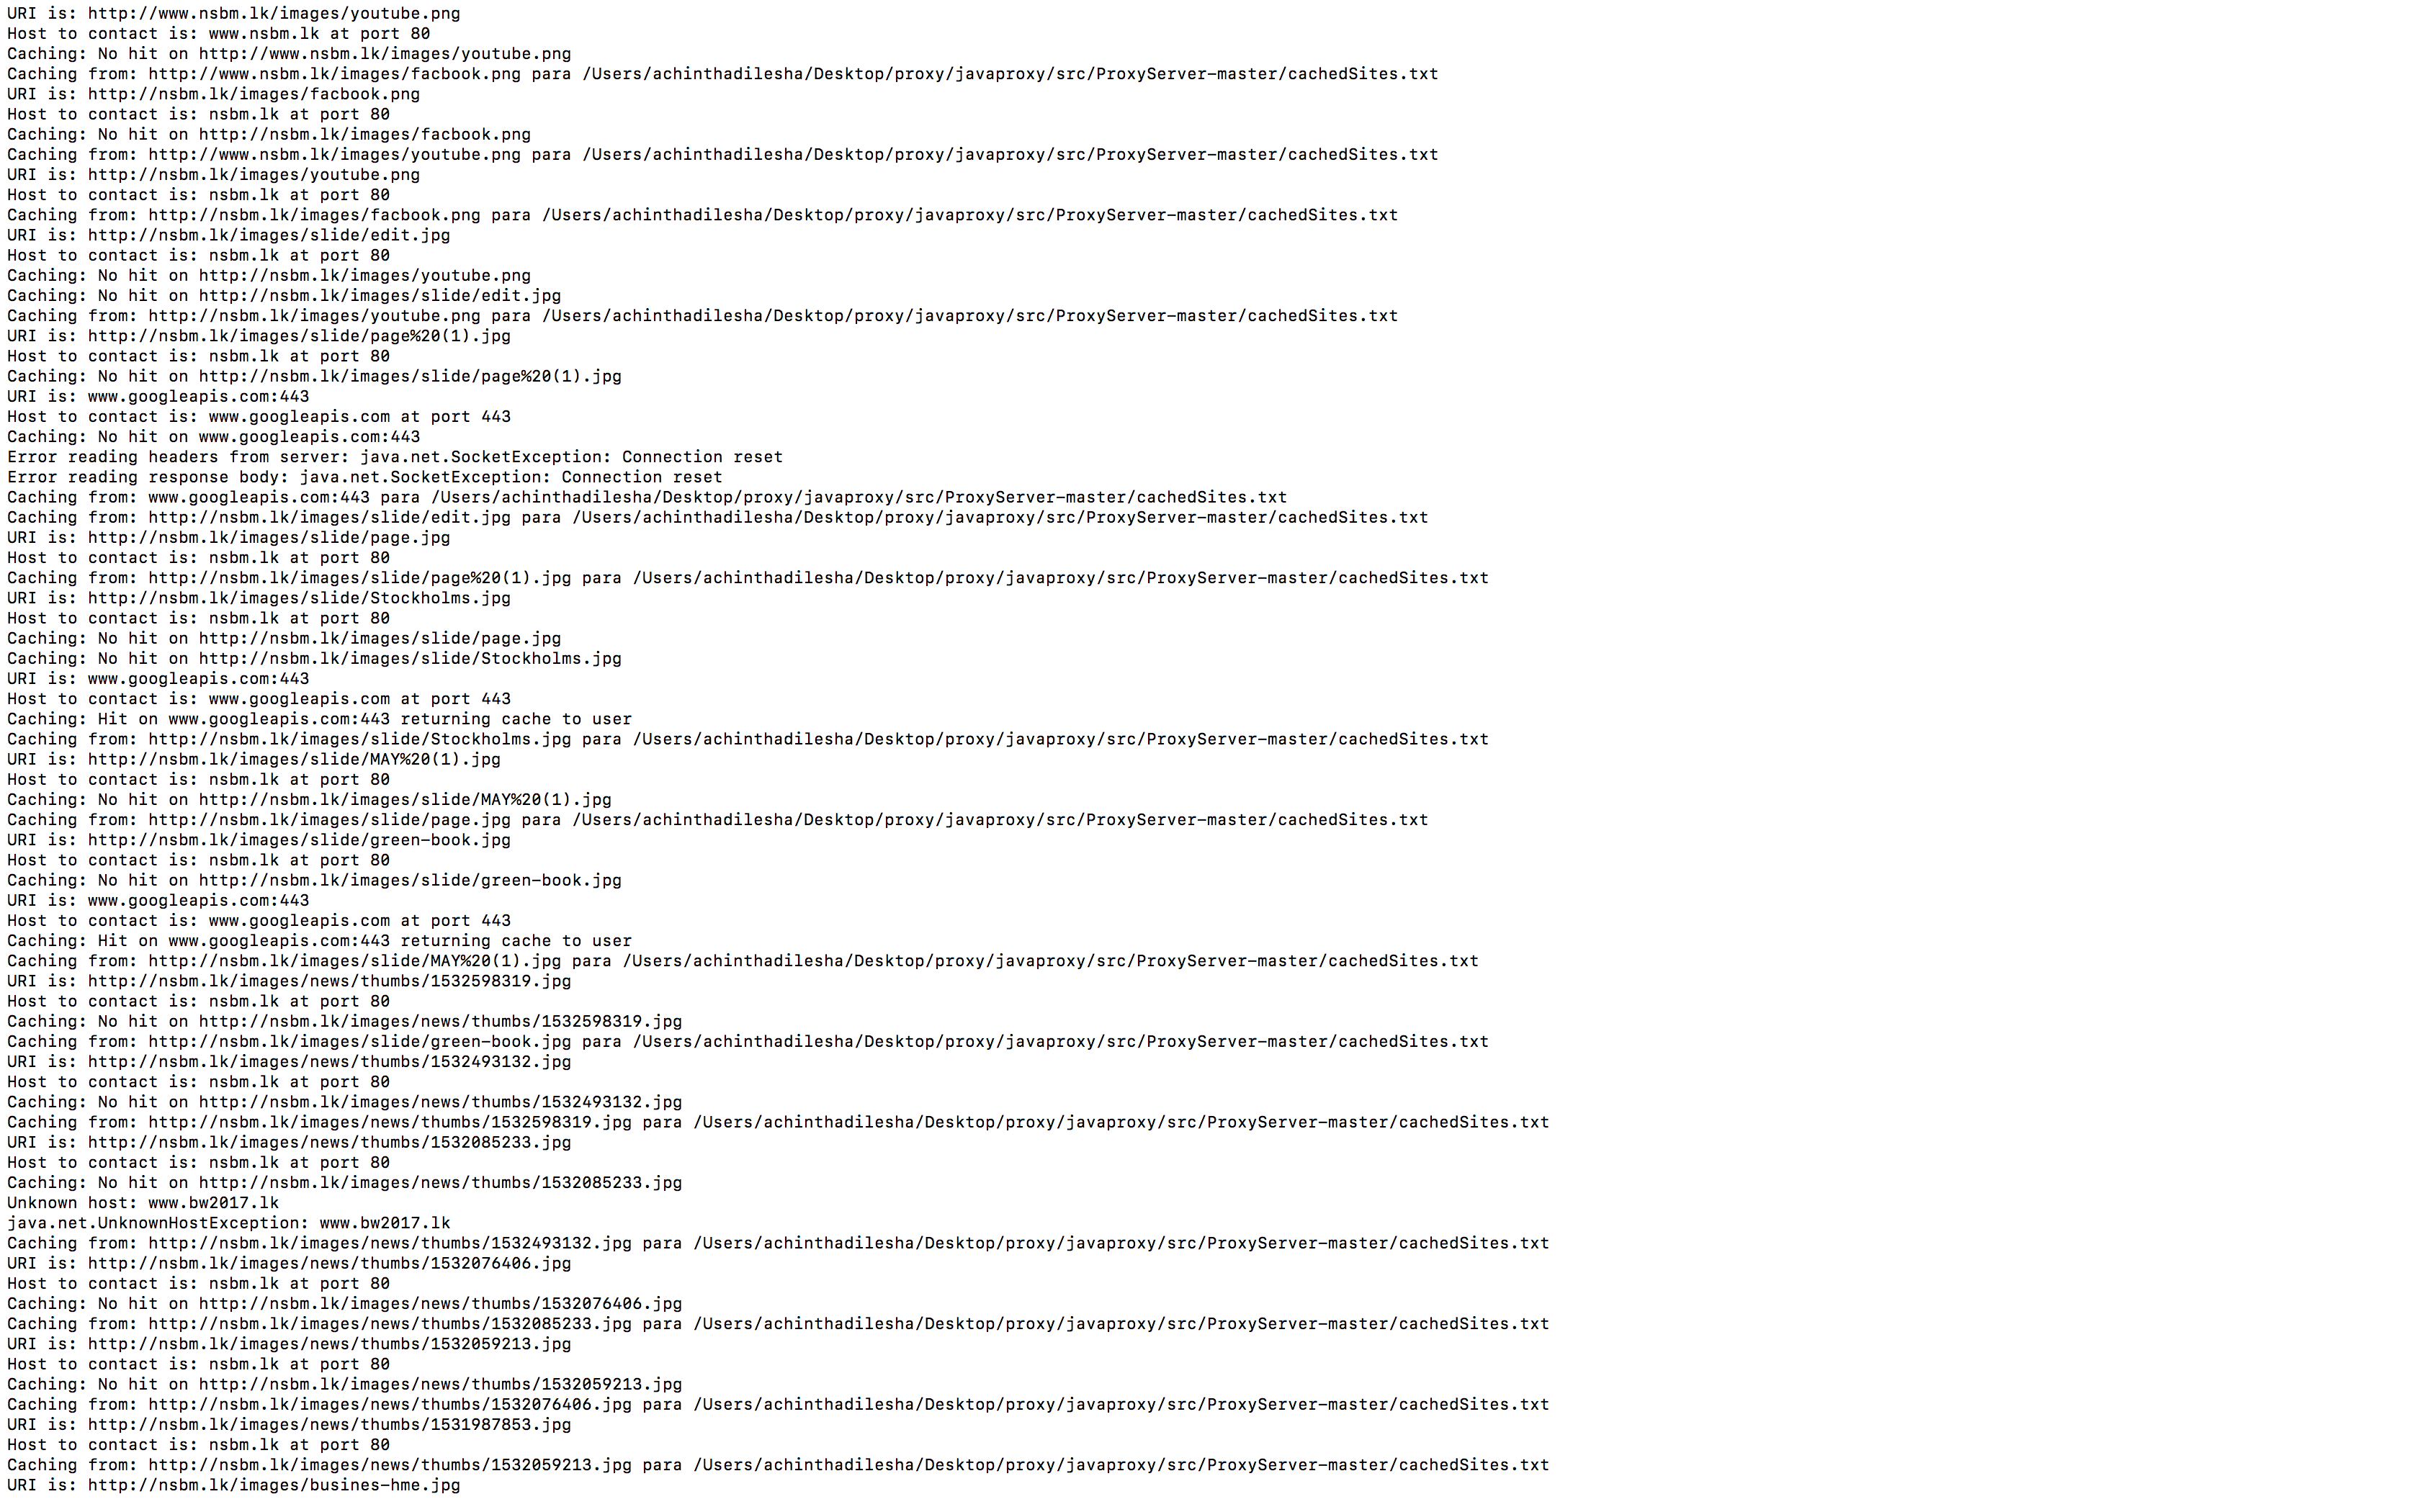 URI is: http://www.nsbm.lk/images/youtube.png
Host to contact is: www.nsbm.lk at port 80
Caching: No hit on http://www.nsbm.lk/images/youtube.png
Caching from: http://www.nsbm.lk/images/facbook.png para /Users/achinthadilesha/Desktop/proxy/javaproxy/src/ProxyServer-master/cachedSites.txt
URI is: http://nsbm.lk/images/facbook.png
Host to contact is: nsbm.lk at port 80
Caching: No hit on http://nsbm.lk/images/facbook.png
Caching from: http://www.nsbm.lk/images/youtube.png para /Users/achinthadilesha/Desktop/proxy/javaproxy/src/ProxyServer-master/cachedSites.txt
URI is: http://nsbm.lk/images/youtube.png
Host to contact is: nsbm.lk at port 80
Caching from: http://nsbm.lk/images/facbook.png para /Users/achinthadilesha/Desktop/proxy/javaproxy/src/ProxyServer-master/cachedSites.txt
URI is: http://nsbm.lk/images/slide/edit.jpg
Host to contact is: nsbm.lk at port 80
Caching: No hit on http://nsbm.lk/images/youtube.png
Caching: No hit on http://nsbm.lk/images/slide/edit.jpg
Caching from: http://nsbm.lk/images/youtube.png para /Users/achinthadilesha/Desktop/proxy/javaproxy/src/ProxyServer-master/cachedSites.txt
URI is: http://nsbm.lk/images/slide/page%20(1).jpg
Host to contact is: nsbm.lk at port 80
Caching: No hit on http://nsbm.lk/images/slide/page%20(1).jpg
URI is: www.googleapis.com:443
Host to contact is: www.googleapis.com at port 443
Caching: No hit on www.googleapis.com:443
Error reading headers from server: java.net.SocketException: Connection reset
Error reading response body: java.net.SocketException: Connection reset
Caching from: www.googleapis.com:443 para /Users/achinthadilesha/Desktop/proxy/javaproxy/src/ProxyServer-master/cachedSites.txt
Caching from: http://nsbm.lk/images/slide/edit.jpg para /Users/achinthadilesha/Desktop/proxy/javaproxy/src/ProxyServer-master/cachedSites.txt
URI is: http://nsbm.lk/images/slide/page.jpg
Host to contact is: nsbm.lk at port 80
Caching from: http://nsbm.lk/images/slide/page%20(1).jpg para /Users/achinthadilesha/Desktop/proxy/javaproxy/src/ProxyServer-master/cachedSites.txt
URI is: http://nsbm.lk/images/slide/Stockholms.jpg
Host to contact is: nsbm.lk at port 80
Caching: No hit on http://nsbm.lk/images/slide/page.jpg
Caching: No hit on http://nsbm.lk/images/slide/Stockholms.jpg
URI is: www.googleapis.com:443
Host to contact is: www.googleapis.com at port 443
Caching: Hit on www.googleapis.com:443 returning cache to user
Caching from: http://nsbm.lk/images/slide/Stockholms.jpg para /Users/achinthadilesha/Desktop/proxy/javaproxy/src/ProxyServer-master/cachedSites.txt
URI is: http://nsbm.lk/images/slide/MAY%20(1).jpg
Host to contact is: nsbm.lk at port 80
Caching: No hit on http://nsbm.lk/images/slide/MAY%20(1).jpg
Caching from: http://nsbm.lk/images/slide/page.jpg para /Users/achinthadilesha/Desktop/proxy/javaproxy/src/ProxyServer-master/cachedSites.txt
URI is: http://nsbm.lk/images/slide/green-book.jpg
Host to contact is: nsbm.lk at port 80
Caching: No hit on http://nsbm.lk/images/slide/green-book.jpg
URI is: www.googleapis.com:443
Host to contact is: www.googleapis.com at port 443
Caching: Hit on www.googleapis.com:443 returning cache to user
Caching from: http://nsbm.lk/images/slide/MAY%20(1).jpg para /Users/achinthadilesha/Desktop/proxy/javaproxy/src/ProxyServer-master/cachedSites.txt
URI is: http://nsbm.lk/images/news/thumbs/1532598319.jpg
Host to contact is: nsbm.lk at port 80
Caching: No hit on http://nsbm.lk/images/news/thumbs/1532598319.jpg
Caching from: http://nsbm.lk/images/slide/green-book.jpg para /Users/achinthadilesha/Desktop/proxy/javaproxy/src/ProxyServer-master/cachedSites.txt
URI is: http://nsbm.lk/images/news/thumbs/1532493132.jpg
Host to contact is: nsbm.lk at port 80
Caching: No hit on http://nsbm.lk/images/news/thumbs/1532493132.jpg
Caching from: http://nsbm.lk/images/news/thumbs/1532598319.jpg para /Users/achinthadilesha/Desktop/proxy/javaproxy/src/ProxyServer-master/cachedSites.txt
URI is: http://nsbm.lk/images/news/thumbs/1532085233.jpg
Host to contact is: nsbm.lk at port 80
Caching: No hit on http://nsbm.lk/images/news/thumbs/1532085233.jpg
Unknown host: www.bw2017.lk
java.net.UnknownHostException: www.bw2017.lk
Caching from: http://nsbm.lk/images/news/thumbs/1532493132.jpg para /Users/achinthadilesha/Desktop/proxy/javaproxy/src/ProxyServer-master/cachedSites.txt
URI is: http://nsbm.lk/images/news/thumbs/1532076406.jpg
Host to contact is: nsbm.lk at port 80
Caching: No hit on http://nsbm.lk/images/news/thumbs/1532076406.jpg
Caching from: http://nsbm.lk/images/news/thumbs/1532085233.jpg para /Users/achinthadilesha/Desktop/proxy/javaproxy/src/ProxyServer-master/cachedSites.txt
URI is: http://nsbm.lk/images/news/thumbs/1532059213.jpg
Host to contact is: nsbm.lk at port 80
Caching: No hit on http://nsbm.lk/images/news/thumbs/1532059213.jpg
Caching from: http://nsbm.lk/images/news/thumbs/1532076406.jpg para /Users/achinthadilesha/Desktop/proxy/javaproxy/src/ProxyServer-master/cachedSites.txt
URI is: http://nsbm.lk/images/news/thumbs/1531987853.jpg
Host to contact is: nsbm.lk at port 80
Caching from: http://nsbm.lk/images/news/thumbs/1532059213.jpg para /Users/achinthadilesha/Desktop/proxy/javaproxy/src/ProxyServer-master/cachedSites.txt
URI is: http://nsbm.lk/images/busines-hme.jpg